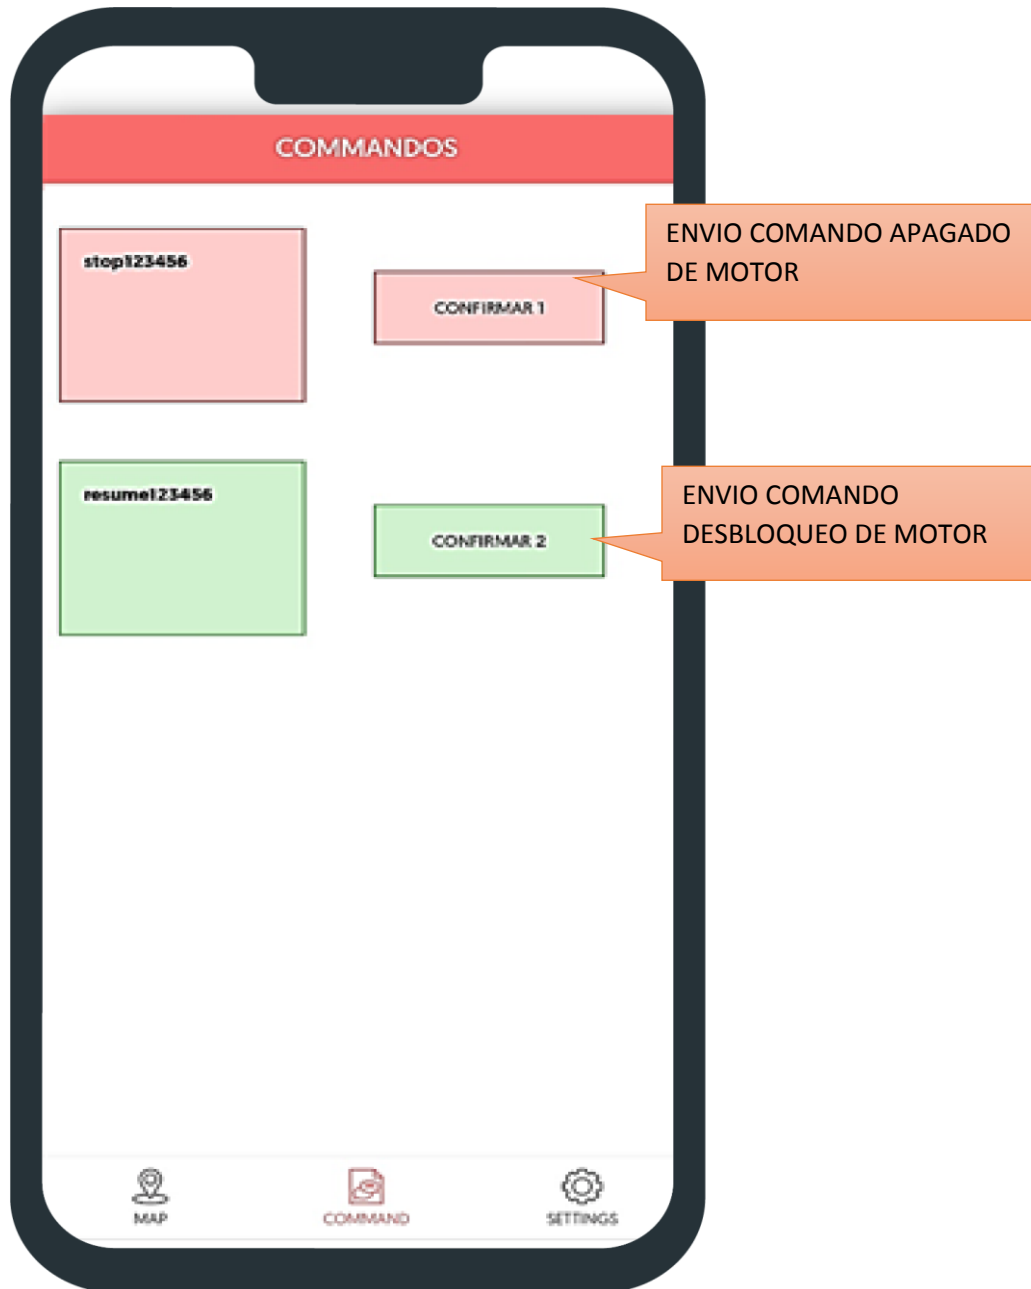 COMMANDOS
stop123456
CONFIRMAR 1
ENVIO COMANDO APAGADO
DE MOTOR
resume123456
CONFIRMAR 2
ENVIO COMANDO
DESBLOQUEO DE MOTOR
MAP
COMMAND
SETTINGS